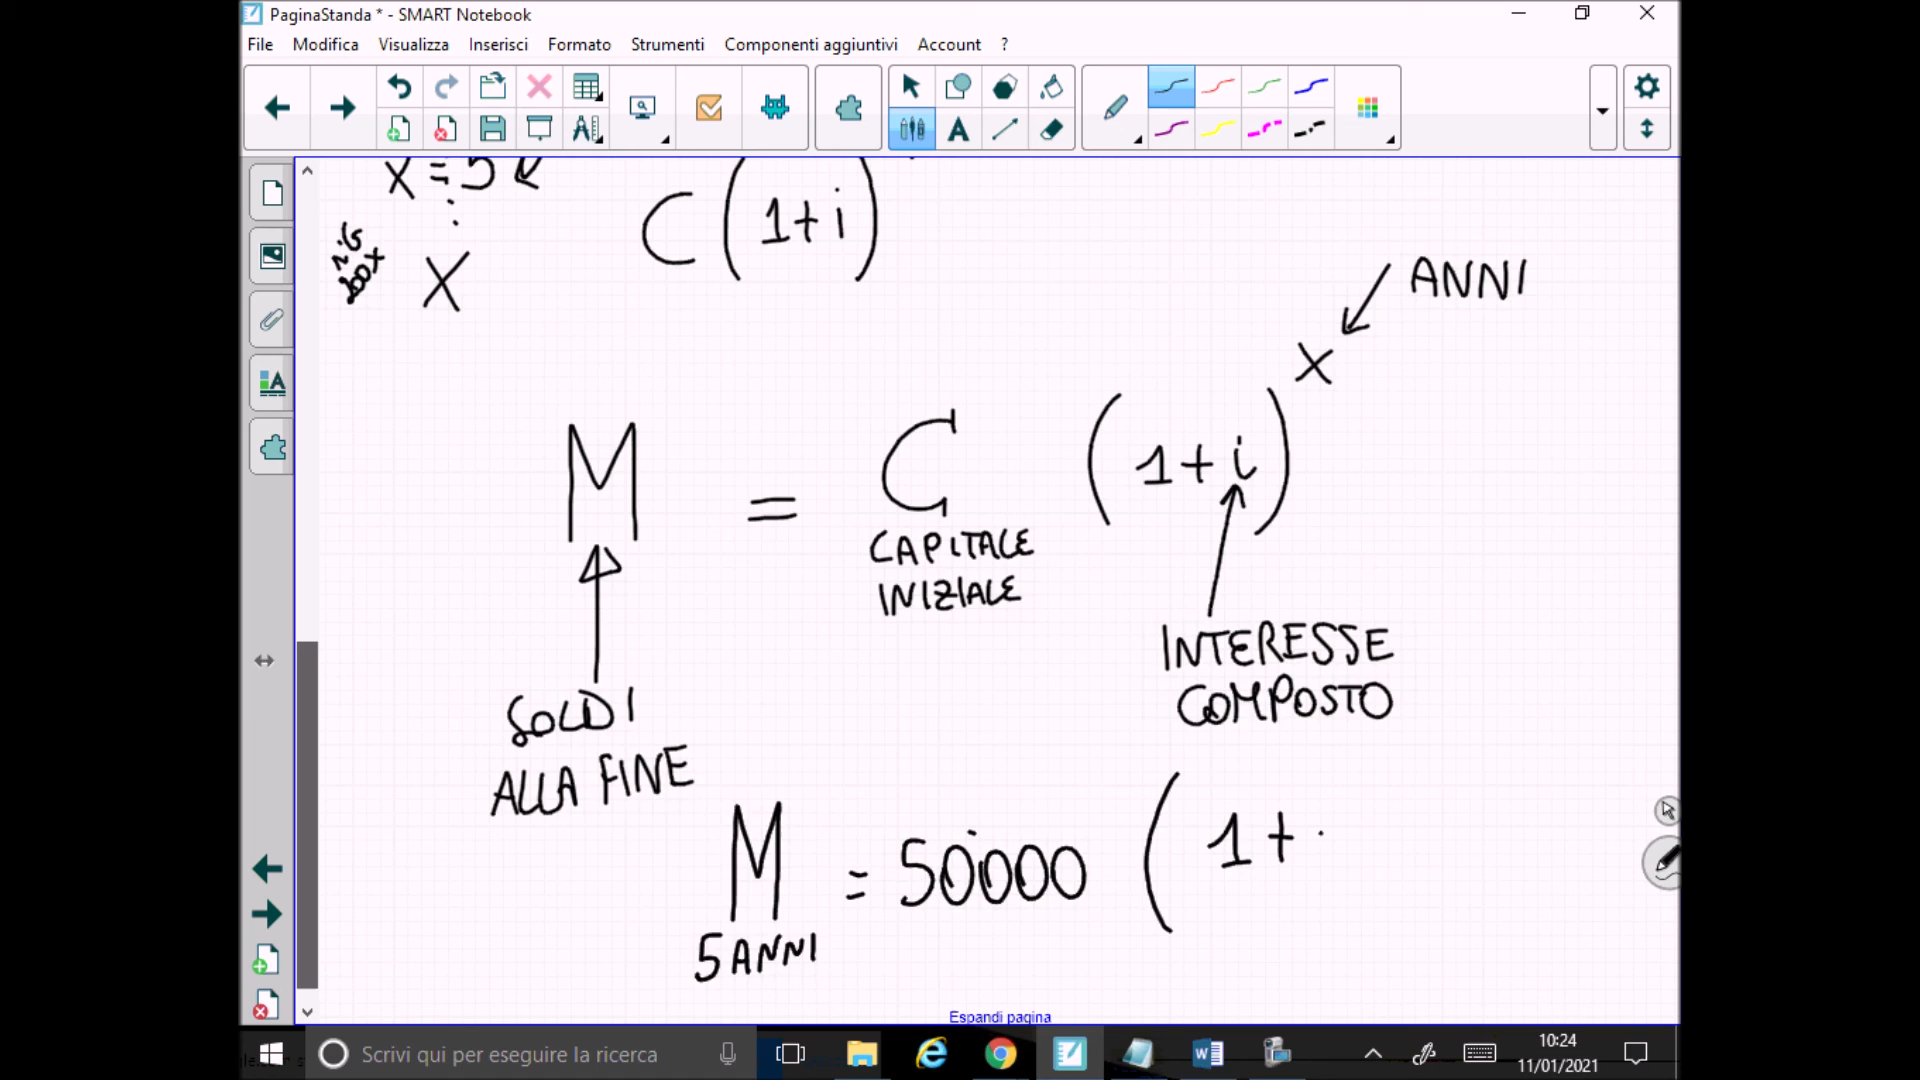 PaginaStanda * - SMART Notebook
File Modifica Visualizza Inserisci Formato Strumenti Componenti aggiuntivi Account ?
X = 5
C (1+i)
X
ANNI
M = C (1+i)^X
CAPITALE
INIZIALE
INTERESSE
COMPOSTO
SOLDI
ALLA FINE
M = 50000 ( 1 +
5 ANNI
Espandi pagina
Scrivi qui per eseguire la ricerca
10:24
11/01/2021